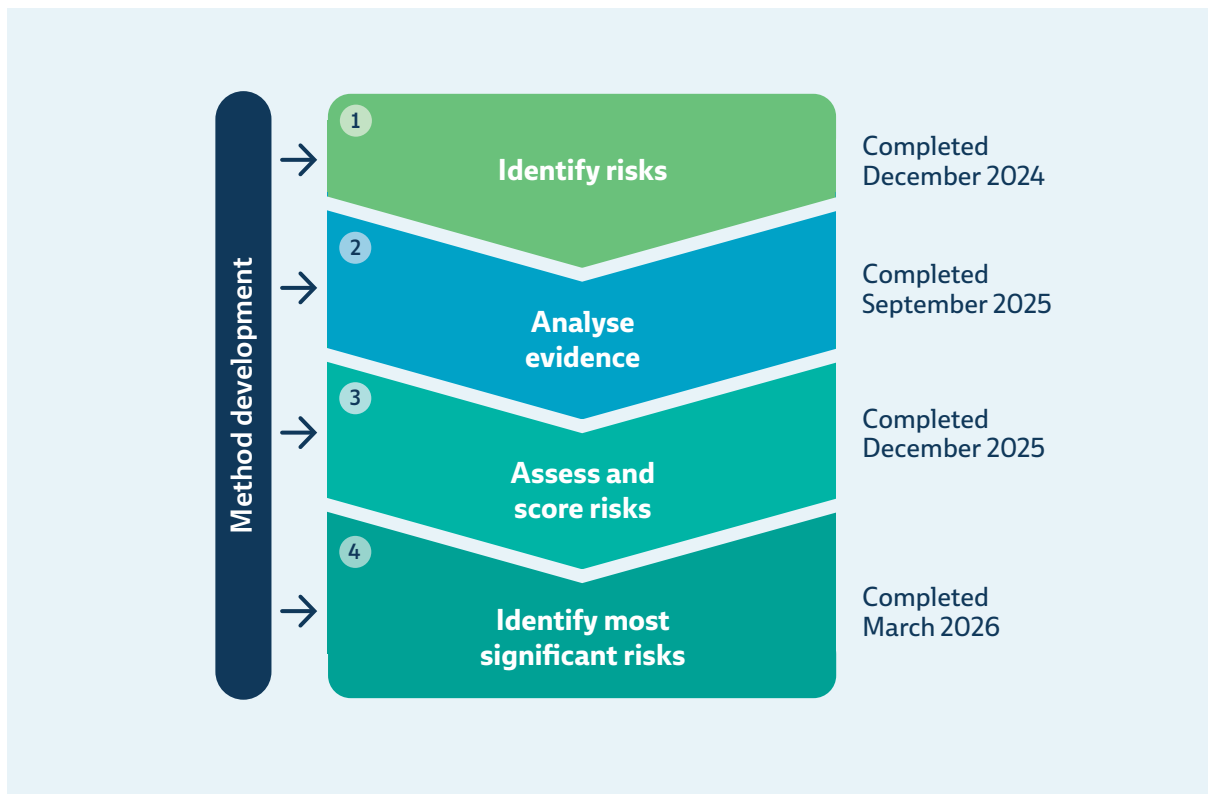 Method development
1
Identify risks
Completed
December 2024
2
Analyse
evidence
Completed
September 2025
3
Assess and
score risks
Completed
December 2025
4
Identify most
significant risks
Completed
March 2026